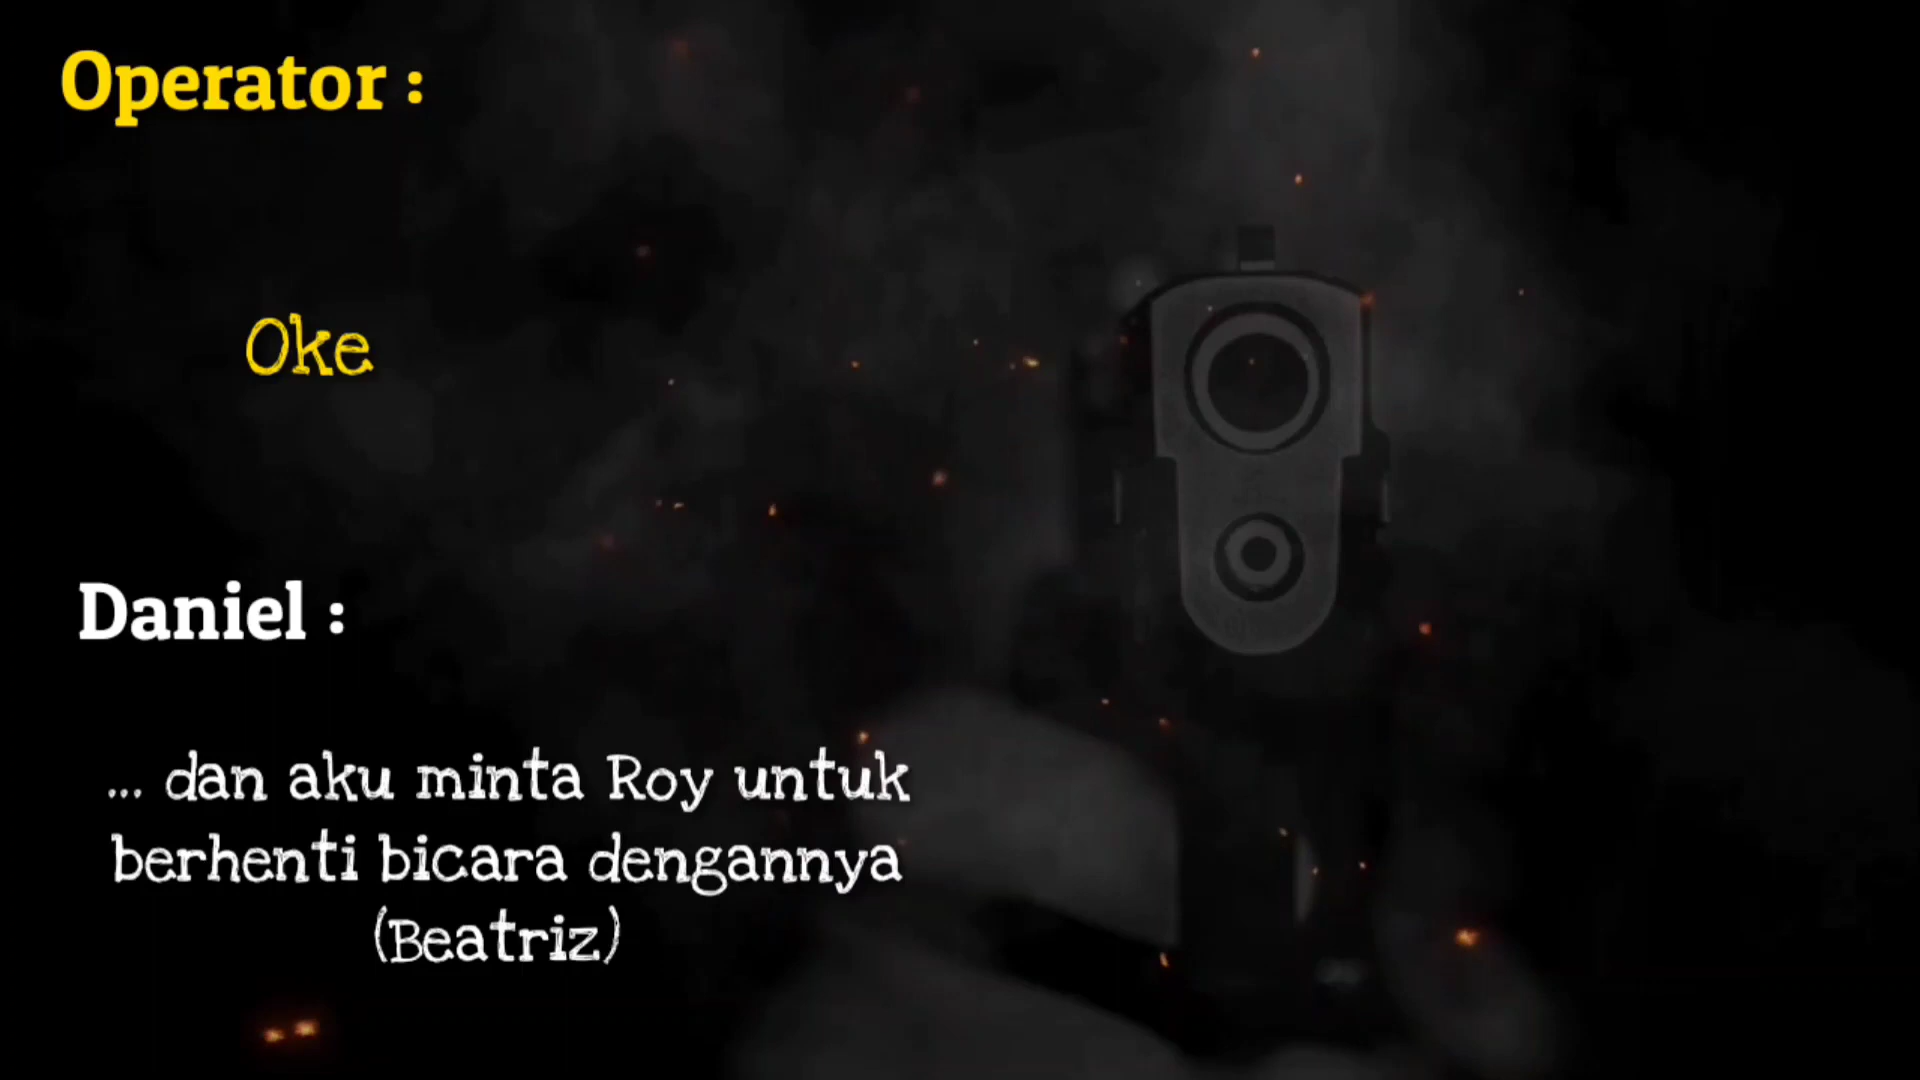 Operator :
Oke
Daniel :
... dan aku minta Roy untuk
berhenti bicara dengannya
(Beatriz)